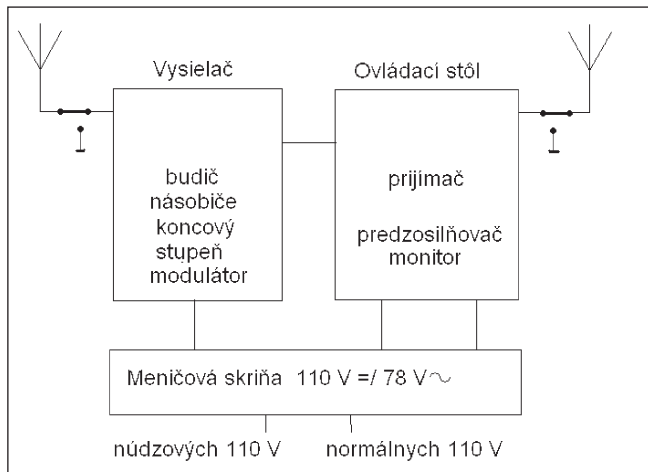 Vysielač
Ovládací stôl
budič
násobiče
koncový
stupeň
modulátor
prijímač
predzosilňovač
monitor
Meničová skriňa 110 V =/ 78 V ~
núdzových 110 V
normálnych 110 V